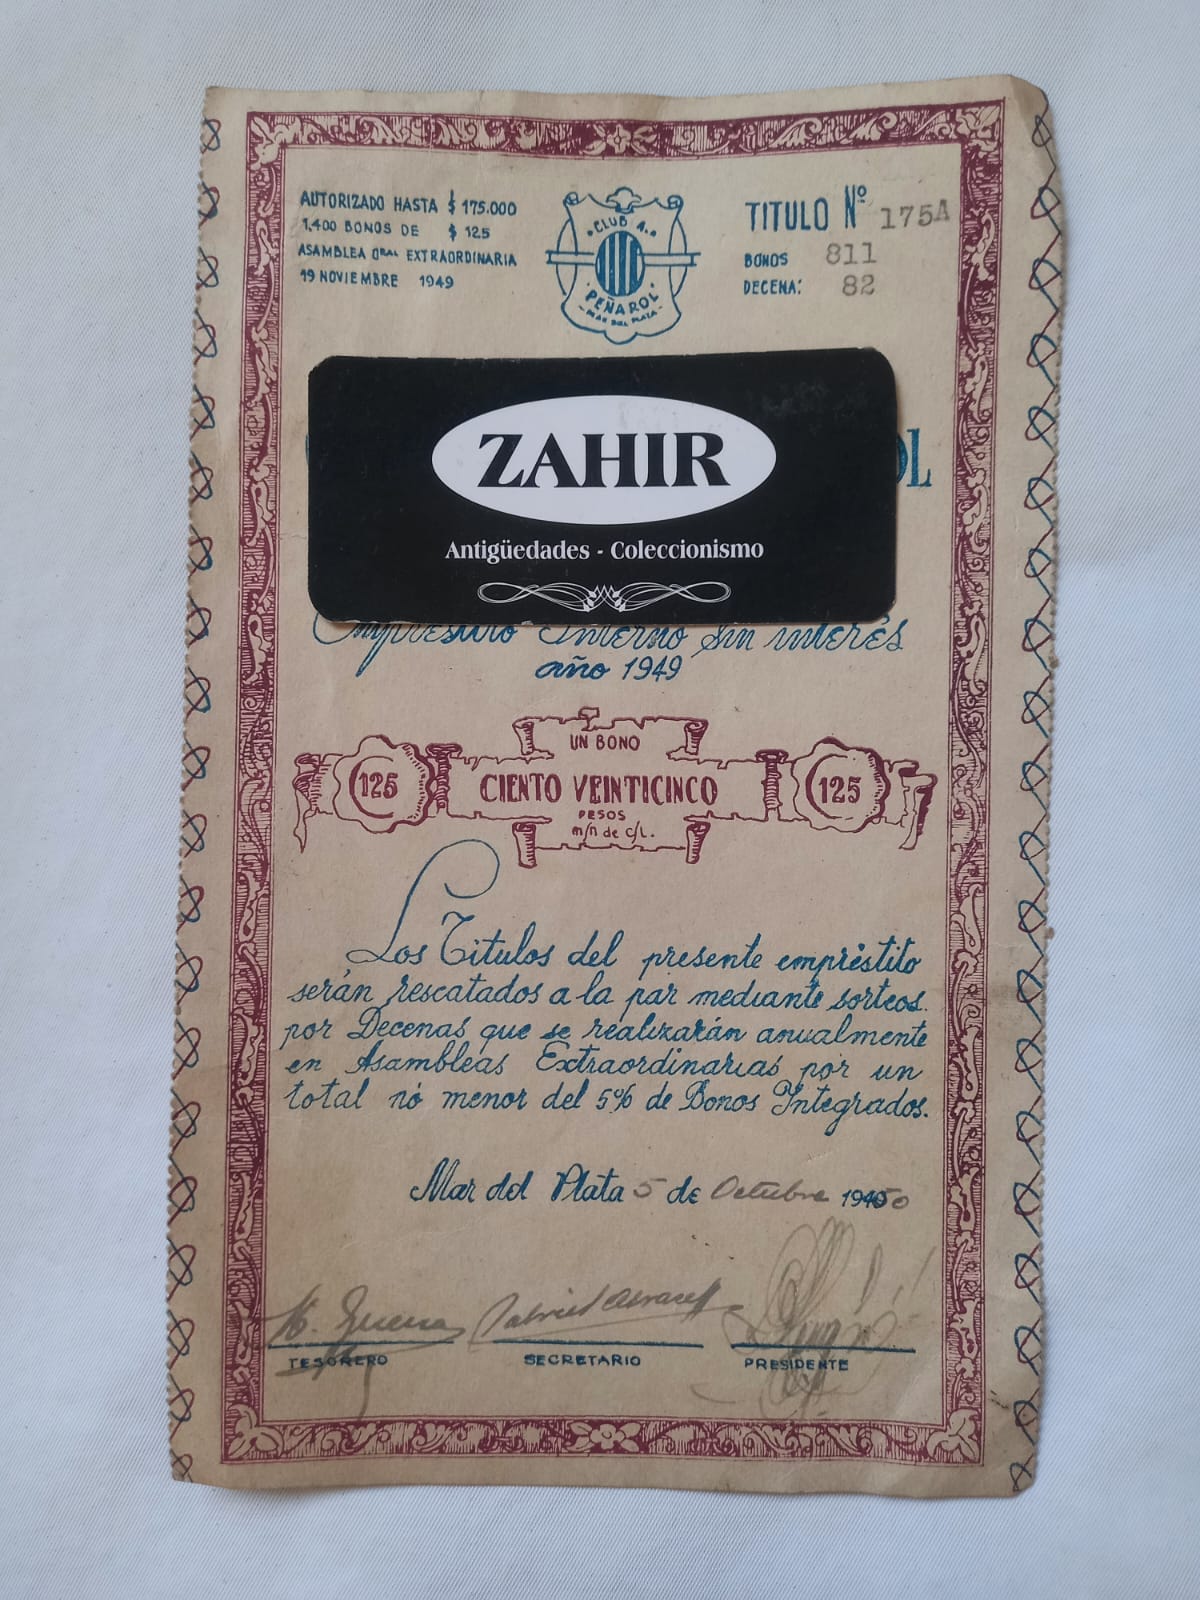 AUTORIZADO HASTA $ 175.000
1.400 BONOS DE $ 125
ASAMBLEA GRAL EXTRAORDINARIA
19 NOVIEMBRE 1949
CLUB A.
PEÑAROL
MAR DEL PLATA
TITULO Nº 175A
BONOS 811
DECENA: 82
OL
ZAHIR
Antigüedades - Coleccionismo
Empréstito Interno sin interés
año 1949
UN BONO
125 CIENTO VEINTICINCO 125
PESOS
m/n de c/L.
Los Titulos del presente empréstito
serán rescatados a la par mediante sorteos
por Decenas que se realizarán anualmente
en Asambleas Extraordinarias por un
total no menor del 5% de Bonos Integrados.
Mar del Plata 5 de Octubre 19450
TESORERO SECRETARIO PRESIDENTE